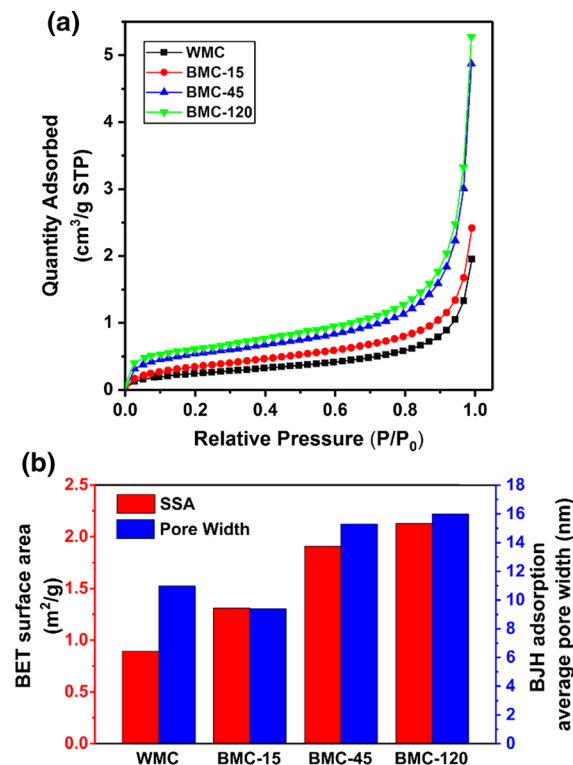 (a)
WMC
BMC-15
BMC-45
BMC-120
Quantity Adsorbed
(cm³/g STP)
5
4
3
2
1
0
0.0 0.2 0.4 0.6 0.8 1.0
Relative Pressure (P/P₀)
(b)
SSA
Pore Width
BET surface area
(m²/g)
2.5
2.0
1.5
1.0
0.5
0.0
18
16
14
12
10
8
6
4
2
0
BJH adsorption
average pore width (nm)
WMC BMC-15 BMC-45 BMC-120